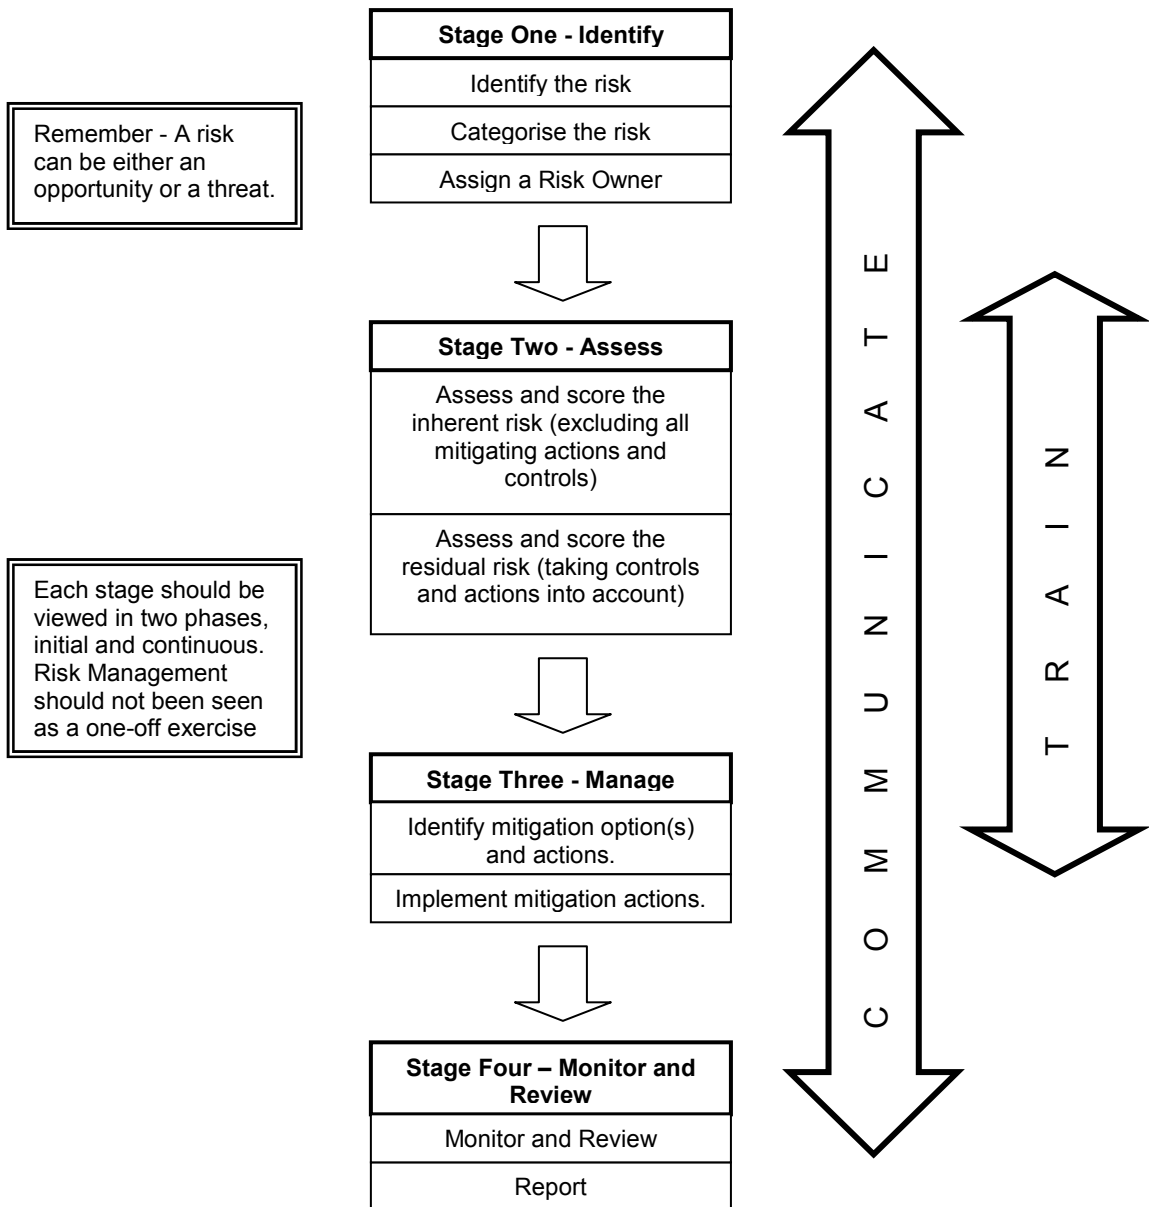 Stage One - Identify
Identify the risk
Categorise the risk
Assign a Risk Owner
Remember - A risk
can be either an
opportunity or a threat.
Stage Two - Assess
Assess and score the
inherent risk (excluding all
mitigating actions and
controls)
Assess and score the
residual risk (taking controls
and actions into account)
Each stage should be
viewed in two phases,
initial and continuous.
Risk Management
should not been seen
as a one-off exercise
Stage Three - Manage
Identify mitigation option(s)
and actions.
Implement mitigation actions.
Stage Four – Monitor and
Review
Monitor and Review
Report
COMMUNICATE
TRAIN